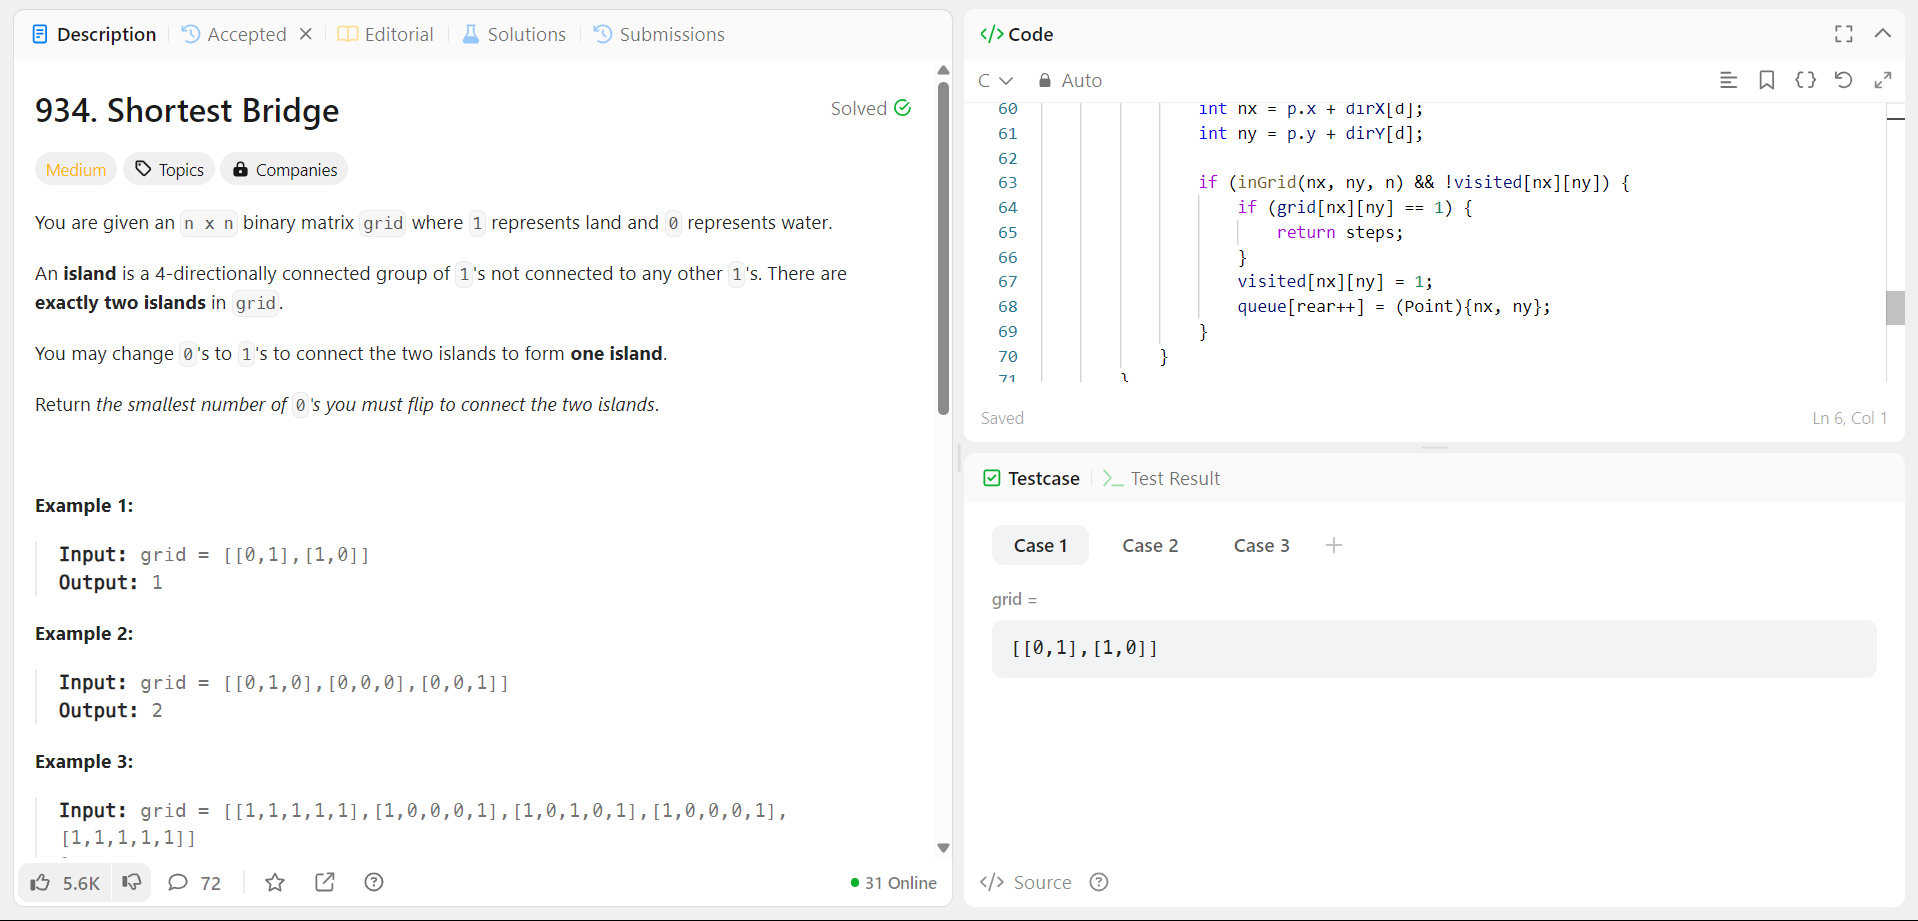 Description
Accepted
Editorial
Solutions
Submissions
934. Shortest Bridge
Solved
Medium
Topics
Companies
You are given an n x n binary matrix grid where 1 represents land and 0 represents water.
An island is a 4-directionally connected group of 1's not connected to any other 1's. There are
exactly two islands in grid.
You may change 0's to 1's to connect the two islands to form one island.
Return the smallest number of 0's you must flip to connect the two islands.
Example 1:
Input: grid = [[0,1],[1,0]]
Output: 1
Example 2:
Input: grid = [[0,1,0],[0,0,0],[0,0,1]]
Output: 2
Example 3:
Input: grid = [[1,1,1,1,1],[1,0,0,0,1],[1,0,1,0,1],[1,0,0,0,1],
[1,1,1,1,1]]
5.6K
72
31 Online
</> Code
C
Auto
60 int nx = p.x + dirX[d];
61 int ny = p.y + dirY[d];
62
63 if (inGrid(nx, ny, n) && !visited[nx][ny]) {
64 if (grid[nx][ny] == 1) {
65 return steps;
66 }
67 visited[nx][ny] = 1;
68 queue[rear++] = (Point){nx, ny};
69 }
70 }
71 }
Saved
Ln 6, Col 1
Testcase
Test Result
Case 1
Case 2
Case 3
grid =
[[0,1],[1,0]]
</> Source